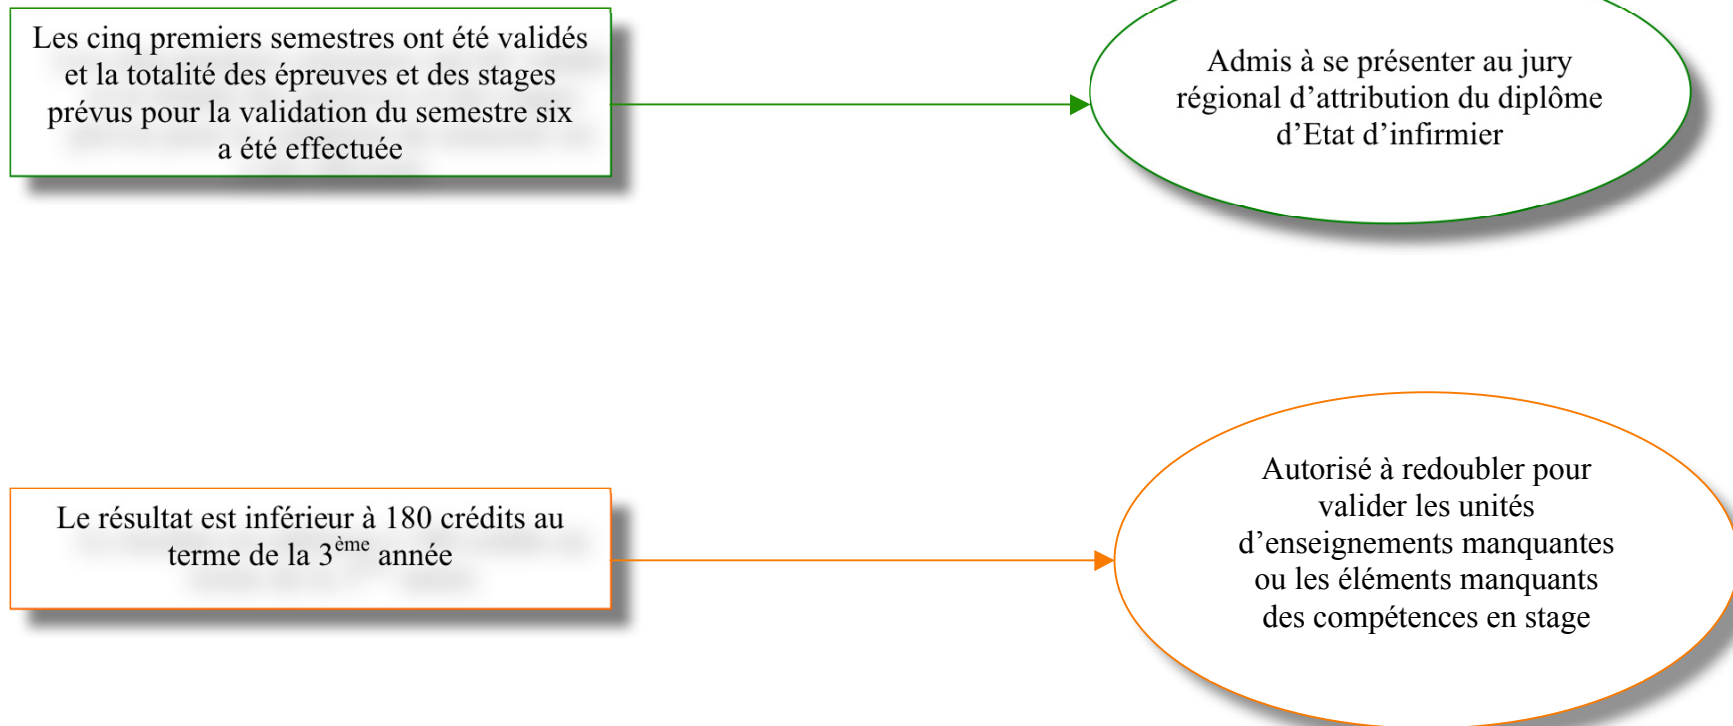 Les cinq premiers semestres ont été validés
et la totalité des épreuves et des stages
prévus pour la validation du semestre six
a été effectuée
Admis à se présenter au jury
régional d’attribution du diplôme
d’Etat d’infirmier
Le résultat est inférieur à 180 crédits au
terme de la 3ème année
Autorisé à redoubler pour
valider les unités
d’enseignements manquantes
ou les éléments manquants
des compétences en stage